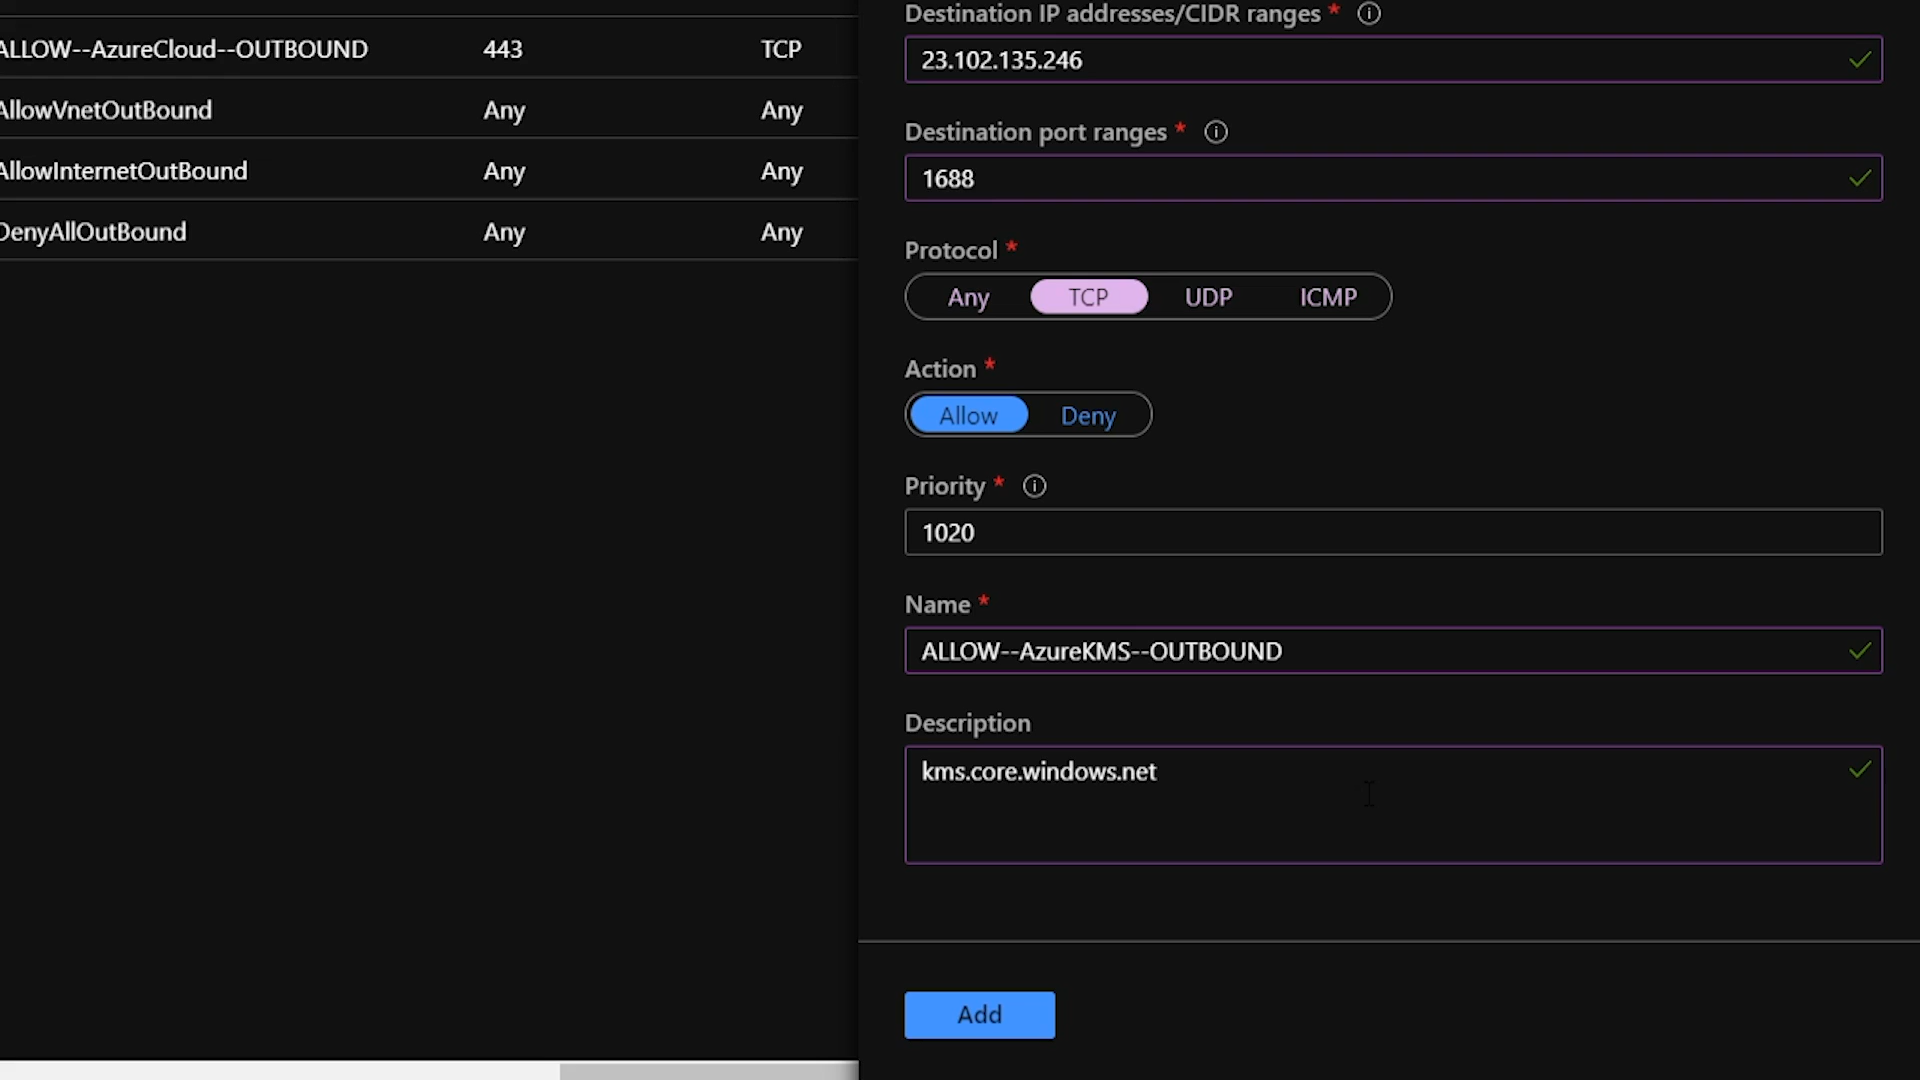 ALLOW--AzureCloud--OUTBOUND 443 TCP
AllowVnetOutBound Any Any
AllowInternetOutBound Any Any
DenyAllOutBound Any Any
Destination IP addresses/CIDR ranges *
23.102.135.246
Destination port ranges *
1688
Protocol *
Any TCP UDP ICMP
Action *
Allow Deny
Priority *
1020
Name *
ALLOW--AzureKMS--OUTBOUND
Description
kms.core.windows.net
Add